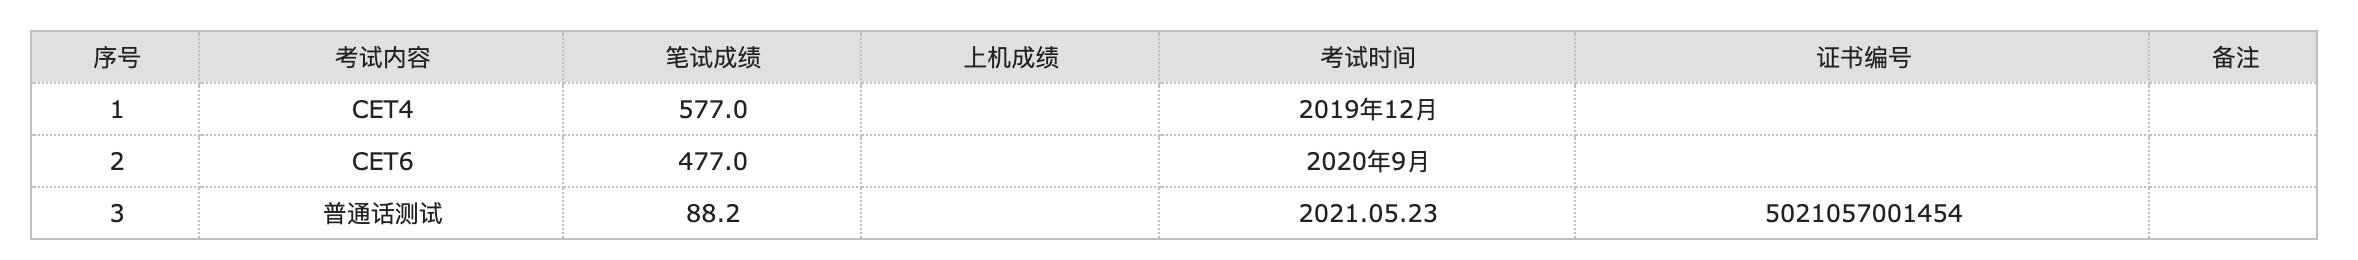 序号 考试内容 笔试成绩 上机成绩 考试时间 证书编号 备注
1 CET4 577.0 2019年12月
2 CET6 477.0 2020年9月
3 普通话测试 88.2 2021.05.23 5021057001454